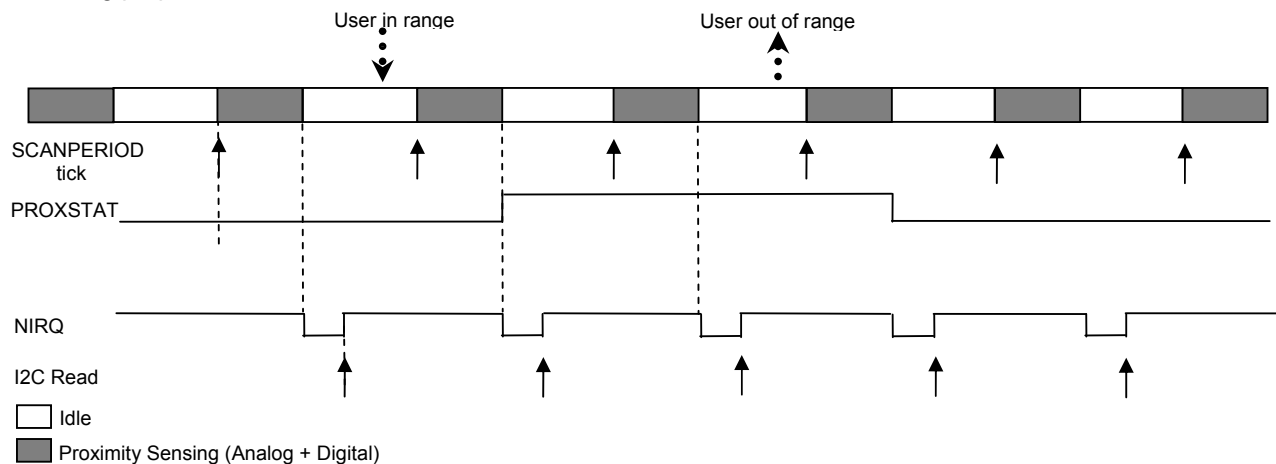 User in range
User out of range
SCANPERIOD
tick
PROXSTAT
NIRQ
I2C Read
Idle
Proximity Sensing (Analog + Digital)